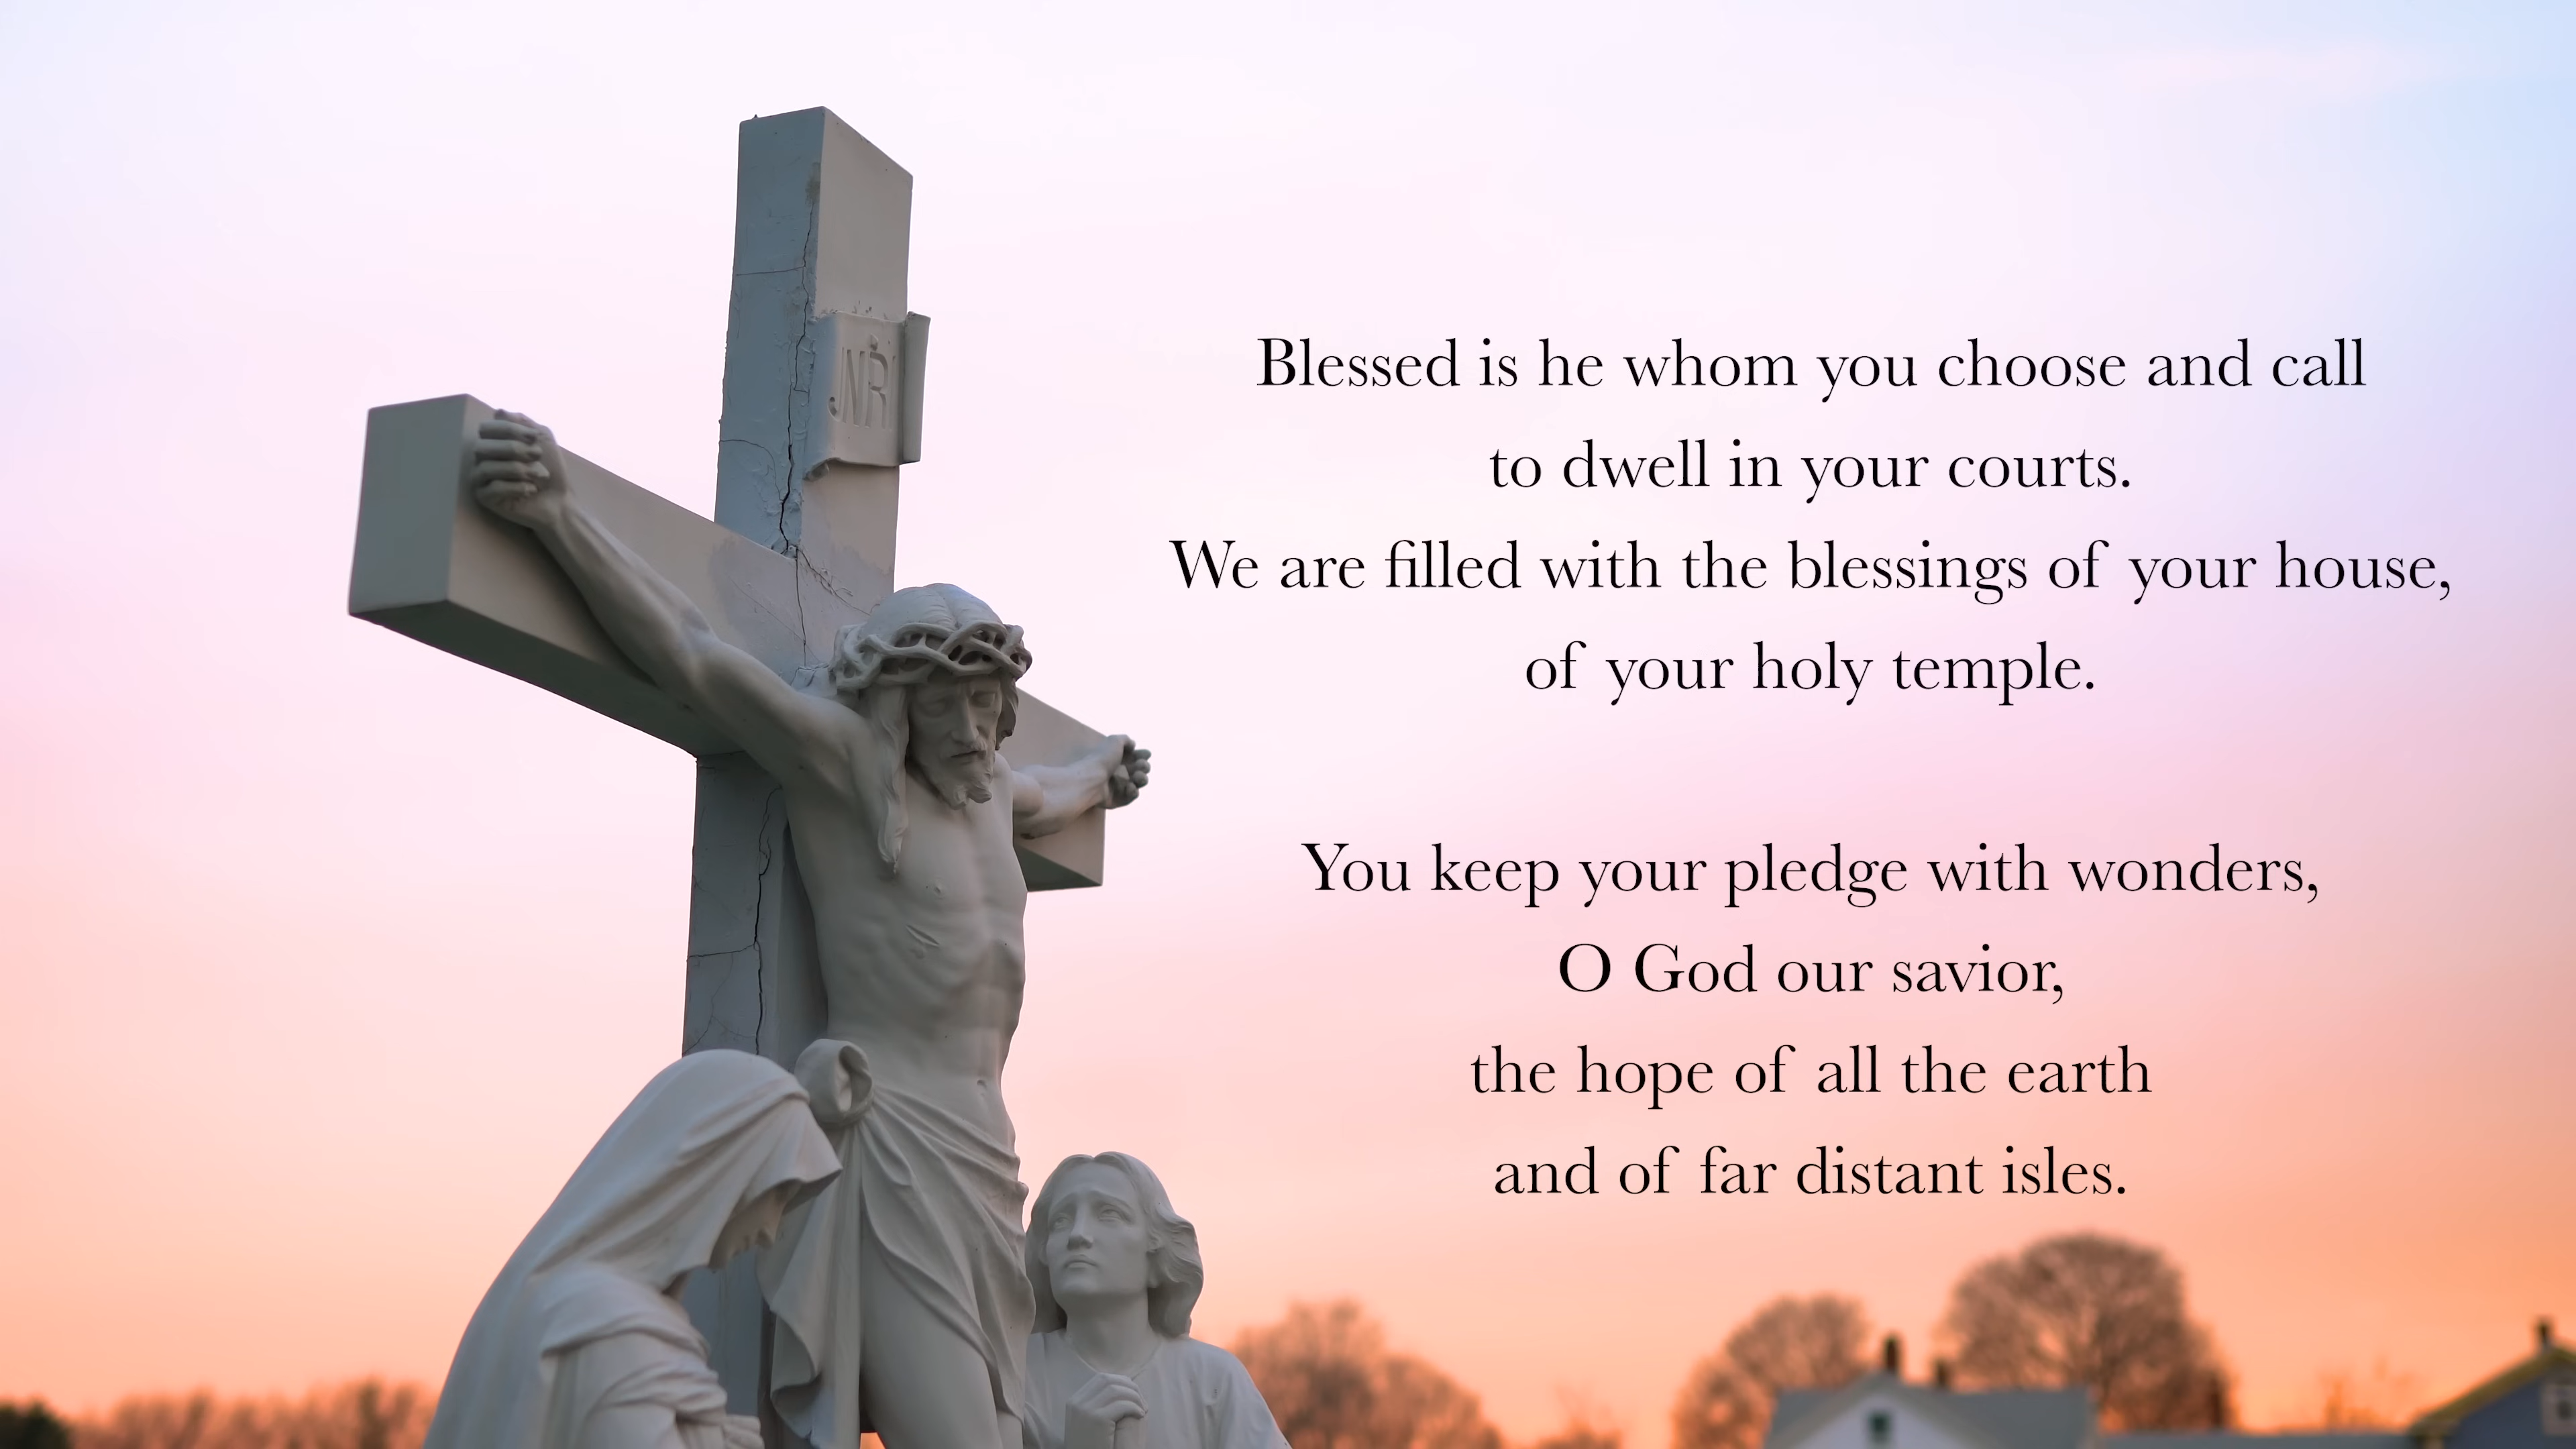 JNRI
Blessed is he whom you choose and call
to dwell in your courts.
We are filled with the blessings of your house,
of your holy temple.
You keep your pledge with wonders,
O God our savior,
the hope of all the earth
and of far distant isles.